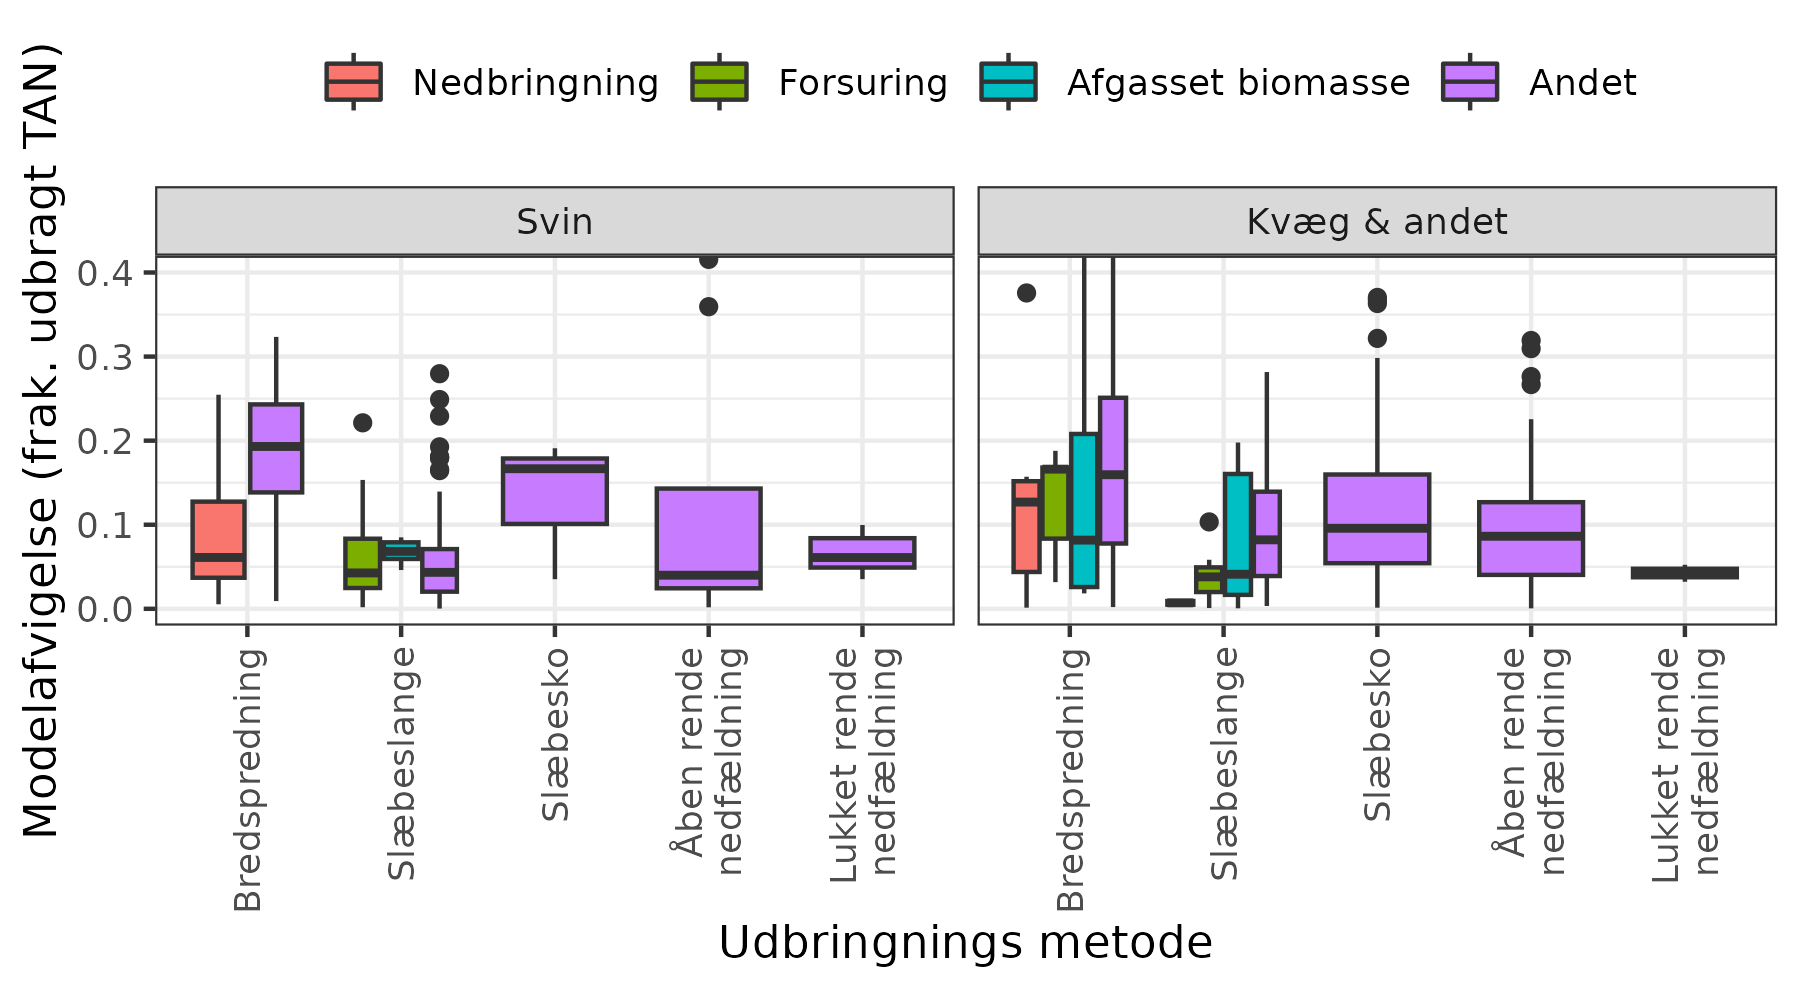 Nedbringning Forsuring Afgasset biomasse Andet
Modelafvigelse (frak. udbragt TAN)
Svin
Kvæg & andet
0.4
0.3
0.2
0.1
0.0
Bredspredning
Slæbeslange
Slæbesko
Åben rende
nedfældning
Lukket rende
nedfældning
Bredspredning
Slæbeslange
Slæbesko
Åben rende
nedfældning
Lukket rende
nedfældning
Udbringnings metode